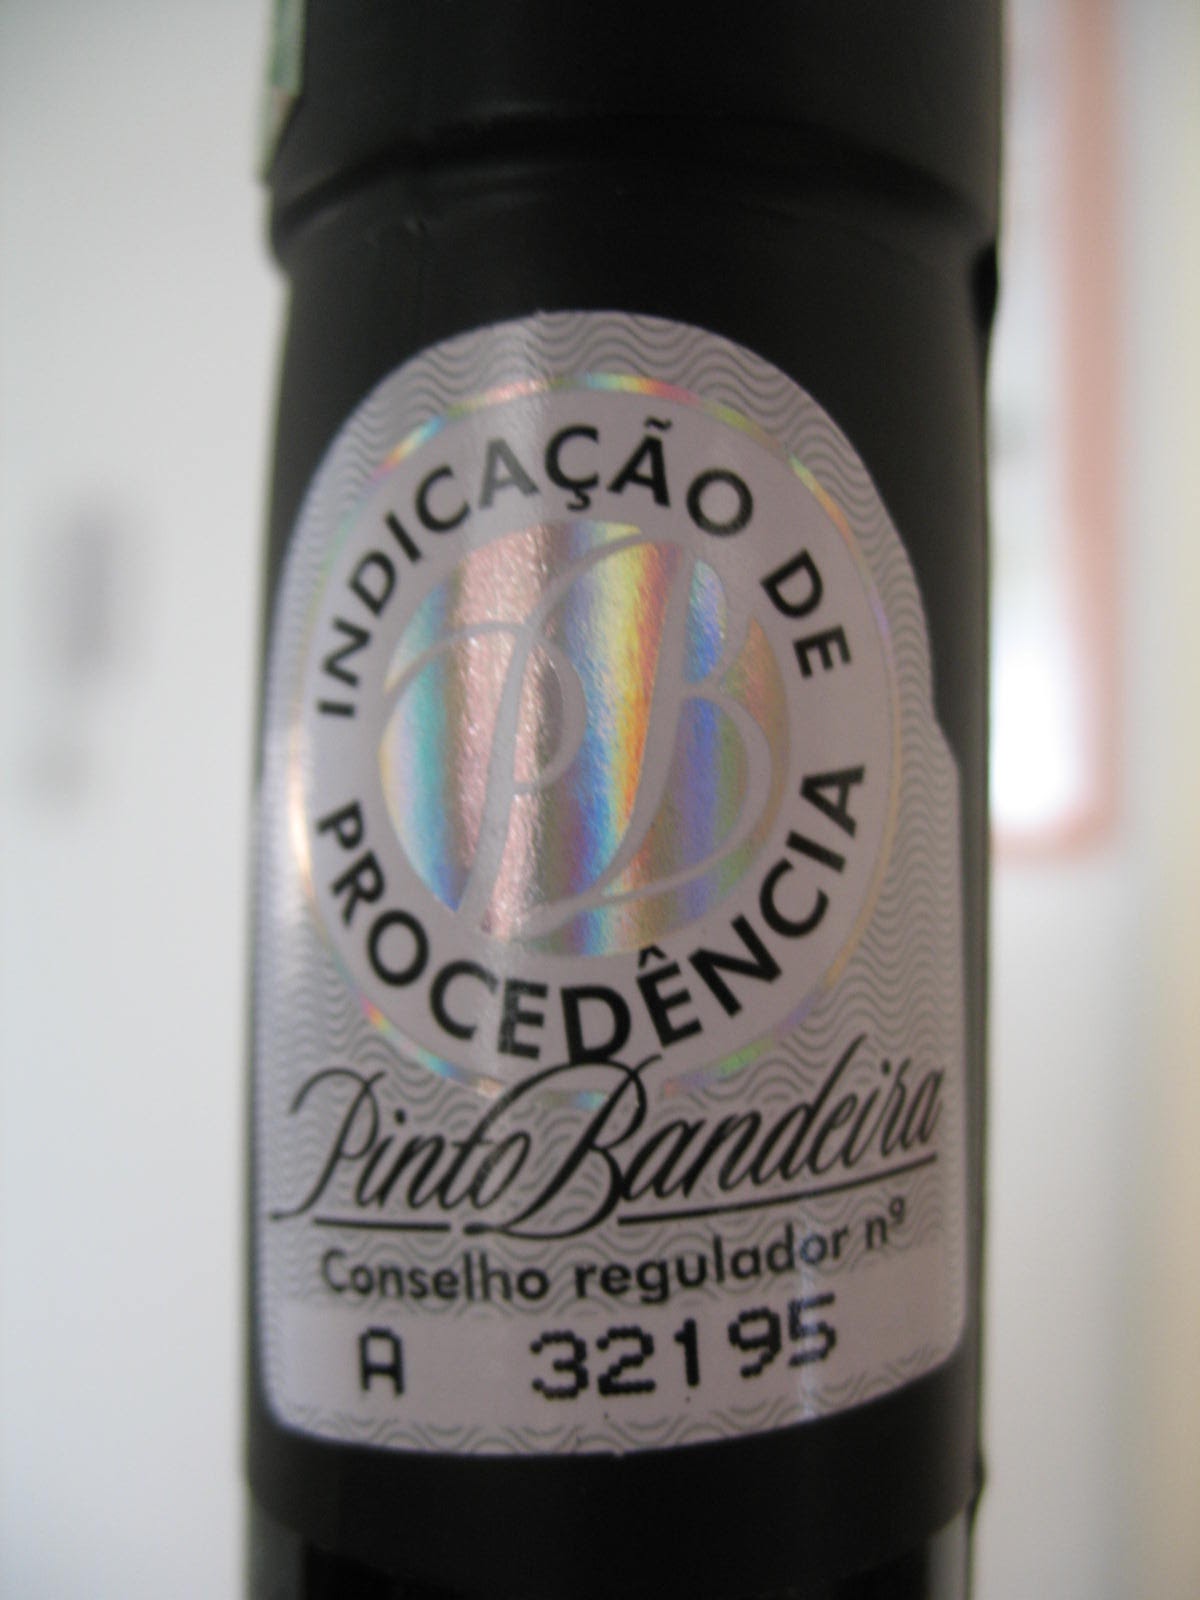 INDICAÇÃO DE
PROCEDÊNCIA
PB
Pinto Bandeira
Conselho regulador nº
A 32195